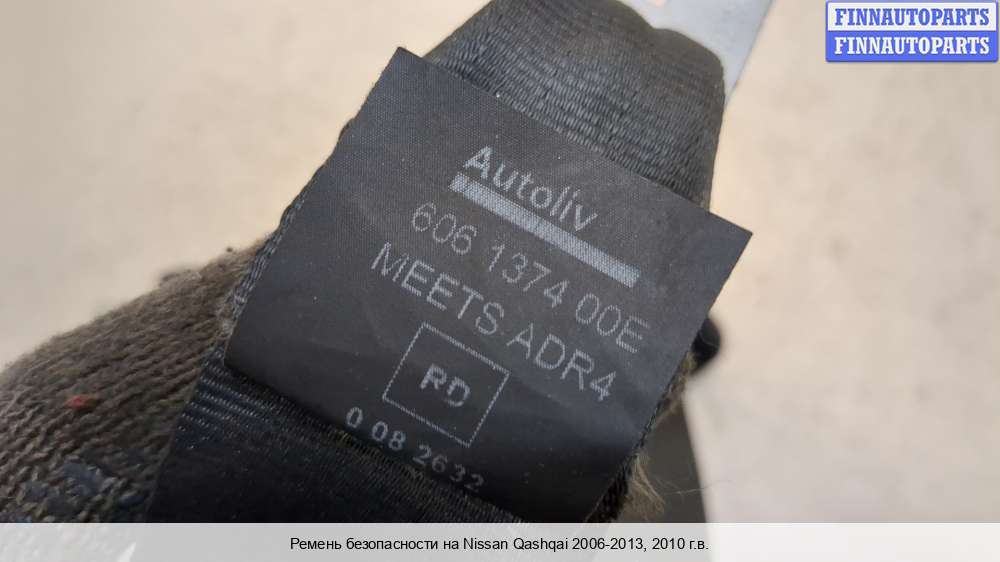 FINNAUTOPARTS
FINNAUTOPARTS
Autoliv
606 1374 00E
MEETS ADR4
RD
0 08 2632
Ремень безопасности на Nissan Qashqai 2006-2013, 2010 г.в.